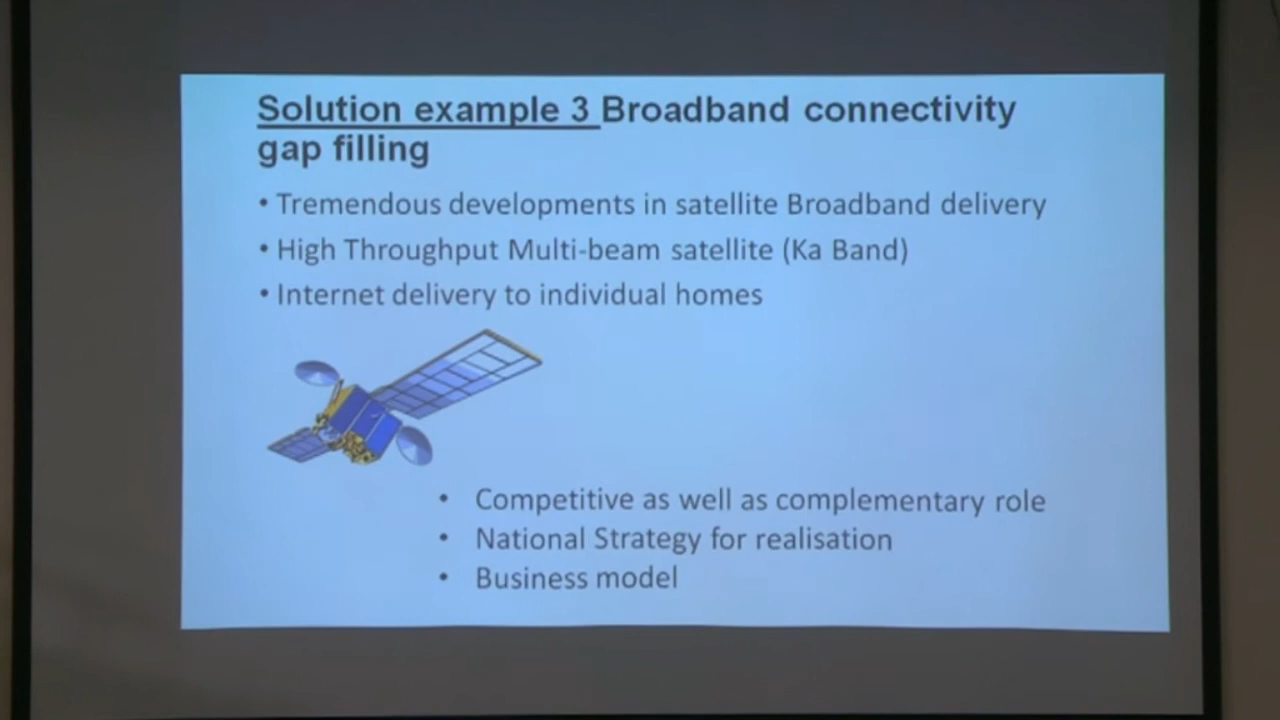 Solution example 3 Broadband connectivity
gap filling
• Tremendous developments in satellite Broadband delivery
• High Throughput Multi-beam satellite (Ka Band)
• Internet delivery to individual homes
• Competitive as well as complementary role
• National Strategy for realisation
• Business model